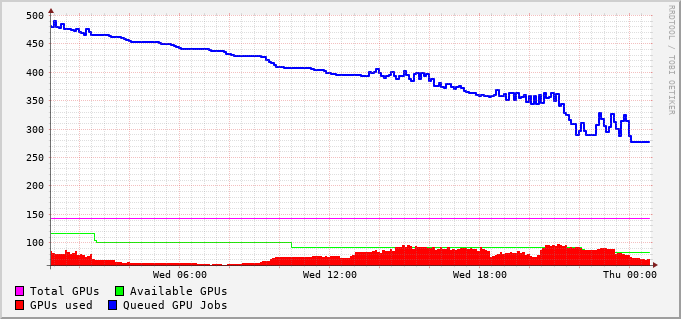 500
450
400
350
300
250
200
150
100
Wed 06:00 Wed 12:00 Wed 18:00 Thu 00:00
Total GPUs Available GPUs
GPUs used Queued GPU Jobs
RRDTOOL / TOBI OETIKER